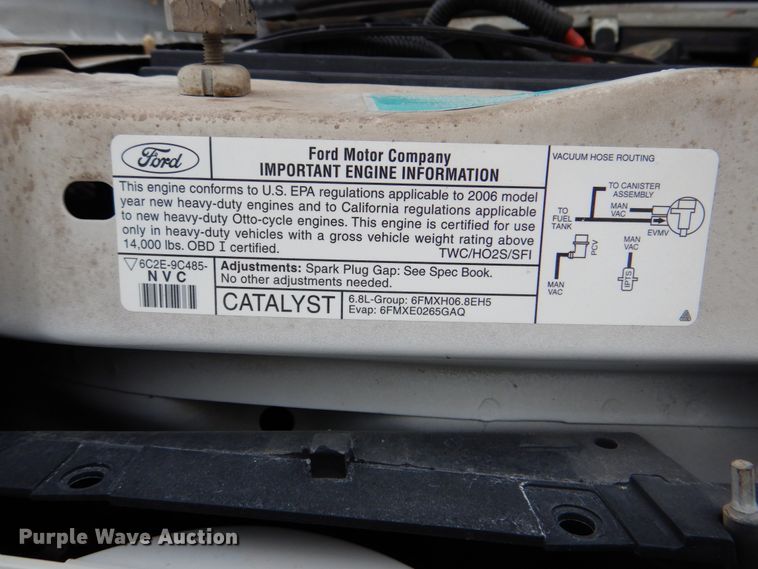 Ford
Ford Motor Company
IMPORTANT ENGINE INFORMATION
This engine conforms to U.S. EPA regulations applicable to 2006 model
year new heavy-duty engines and to California regulations applicable
to new heavy-duty Otto-cycle engines. This engine is certified for use
only in heavy-duty vehicles with a gross vehicle weight rating above
14,000 lbs. OBD I certified. TWC/HO2S/SFI
6C2E-9C485-
NVC
Adjustments: Spark Plug Gap: See Spec Book.
No other adjustments needed.
CATALYST
6.8L-Group: 6FMXH06.8EH5
Evap: 6FMXE0265GAQ
VACUUM HOSE ROUTING
TO CANISTER
ASSEMBLY
TO
FUEL
TANK
MAN
VAC
EVMV
PCV
MAN
VAC
IPTS
MAN
VAC
Purple Wave Auction